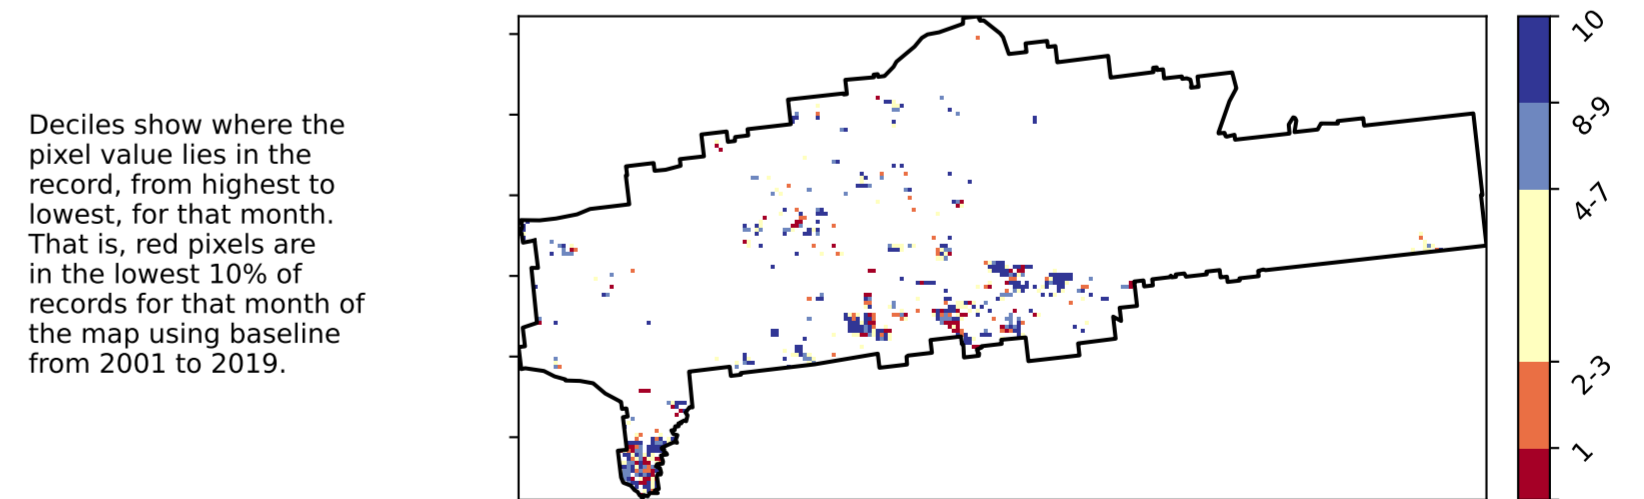 Deciles show where the
pixel value lies in the
record, from highest to
lowest, for that month.
That is, red pixels are
in the lowest 10% of
records for that month of
the map using baseline
from 2001 to 2019.
10
8-9
4-7
2-3
1